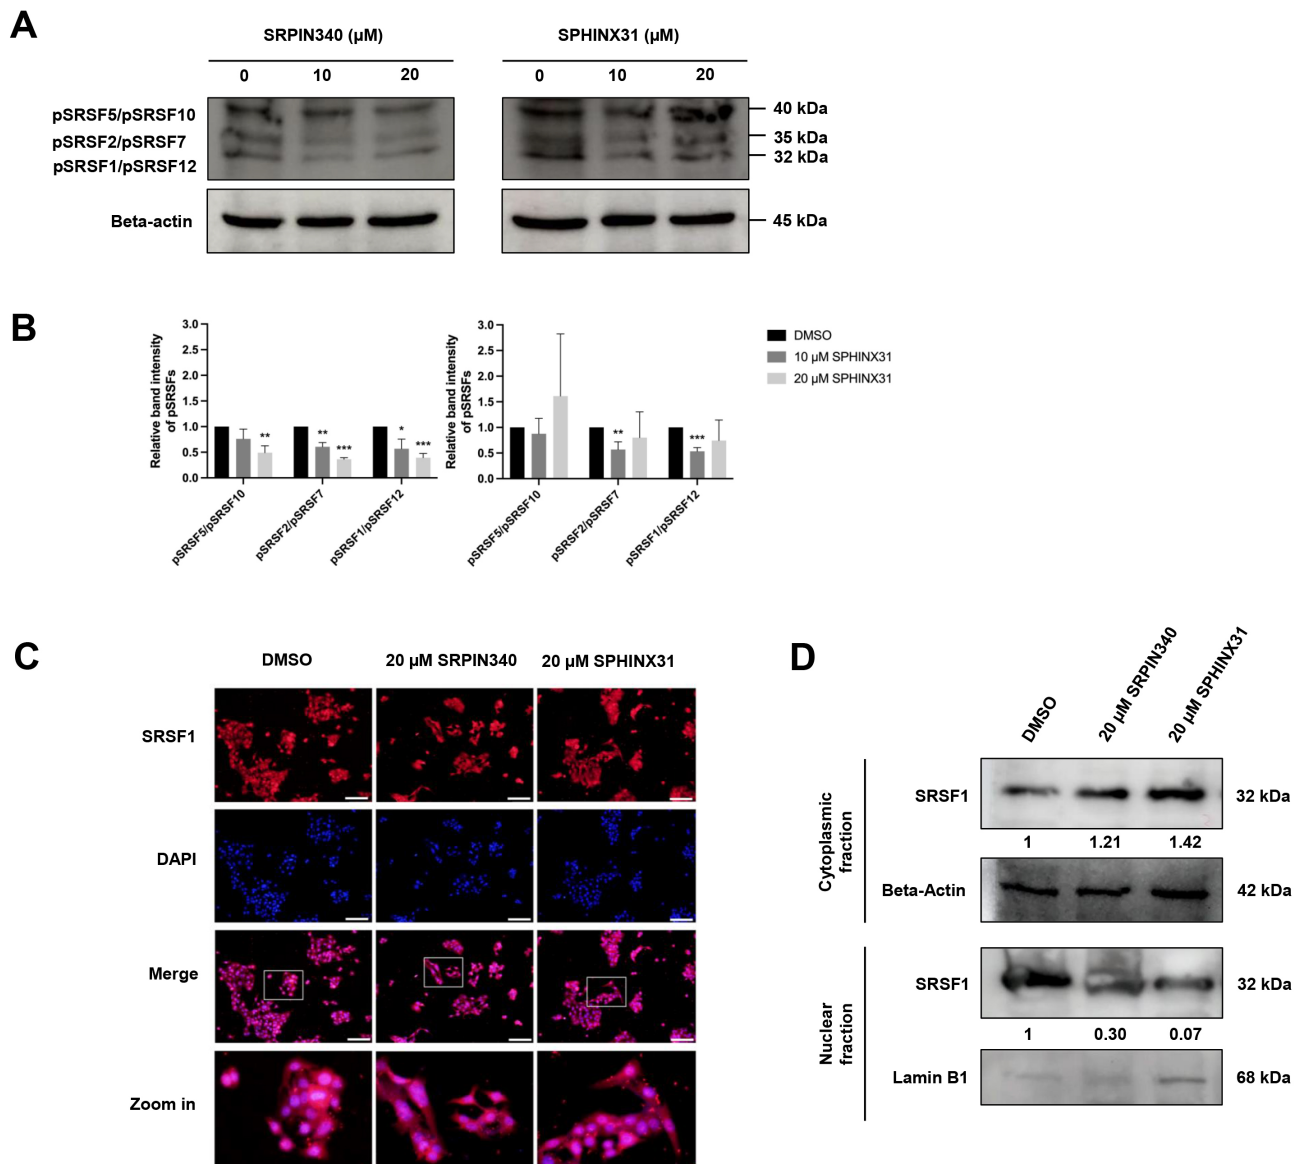 A
SRPIN340 (µM)
SPHINX31 (µM)
0 10 20
0 10 20
pSRSF5/pSRSF10
pSRSF2/pSRSF7
pSRSF1/pSRSF12
40 kDa
35 kDa
32 kDa
Beta-actin
45 kDa
B
Relative band intensity
of pSRSFs
3.0
2.5
2.0
1.5
1.0
0.5
0.0
** ** *** * ***
pSRSF5/pSRSF10
pSRSF2/pSRSF7
pSRSF1/pSRSF12
Relative band intensity
of pSRSFs
3.0
2.5
2.0
1.5
1.0
0.5
0.0
** ***
pSRSF5/pSRSF10
pSRSF2/pSRSF7
pSRSF1/pSRSF12
DMSO
10 µM SPHINX31
20 µM SPHINX31
C
DMSO
20 µM SRPIN340
20 µM SPHINX31
SRSF1
DAPI
Merge
Zoom in
D
DMSO
20 µM SRPIN340
20 µM SPHINX31
Cytoplasmic
fraction
SRSF1
32 kDa
1 1.21 1.42
Beta-Actin
42 kDa
Nuclear
fraction
SRSF1
32 kDa
1 0.30 0.07
Lamin B1
68 kDa